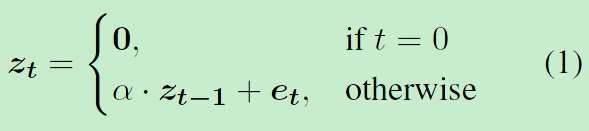 z_t = { 0, if t = 0
α · z_{t−1} + e_t, otherwise (1)